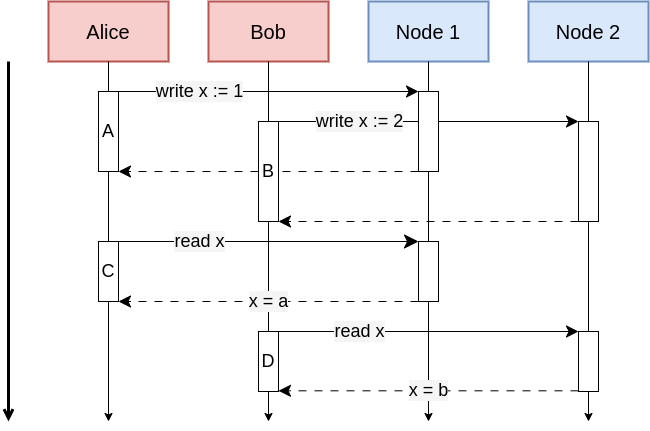 Alice
Bob
Node 1
Node 2
write x := 1
write x := 2
A
B
read x
C
x = a
read x
D
x = b